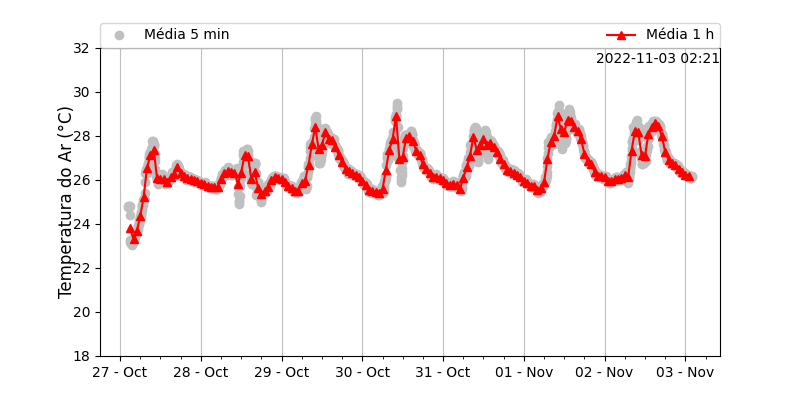 Média 5 min
Média 1 h
2022-11-03 02:21
Temperatura do Ar (°C)
32
30
28
26
24
22
20
18
27 - Oct
28 - Oct
29 - Oct
30 - Oct
31 - Oct
01 - Nov
02 - Nov
03 - Nov